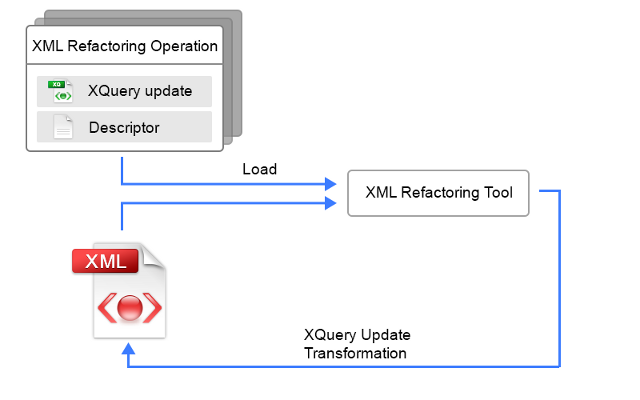 XML Refactoring Operation
XQ
XQuery update
Descriptor
Load
XML Refactoring Tool
XML
XQuery Update
Transformation